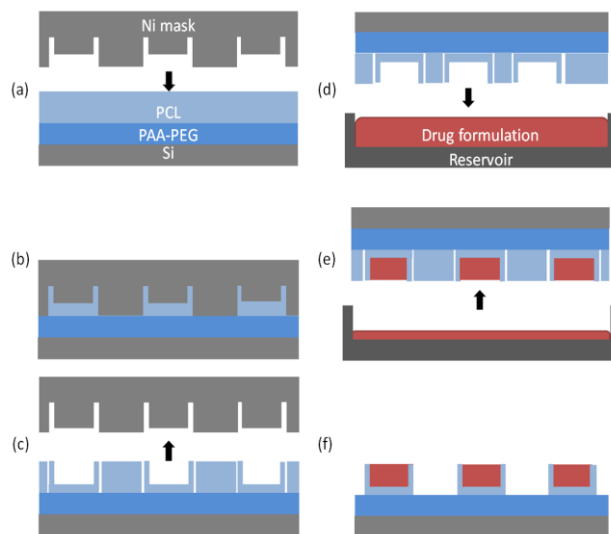 Ni mask
(a)
PCL
PAA-PEG
Si
(b)
(c)
(d)
Drug formulation
Reservoir
(e)
(f)